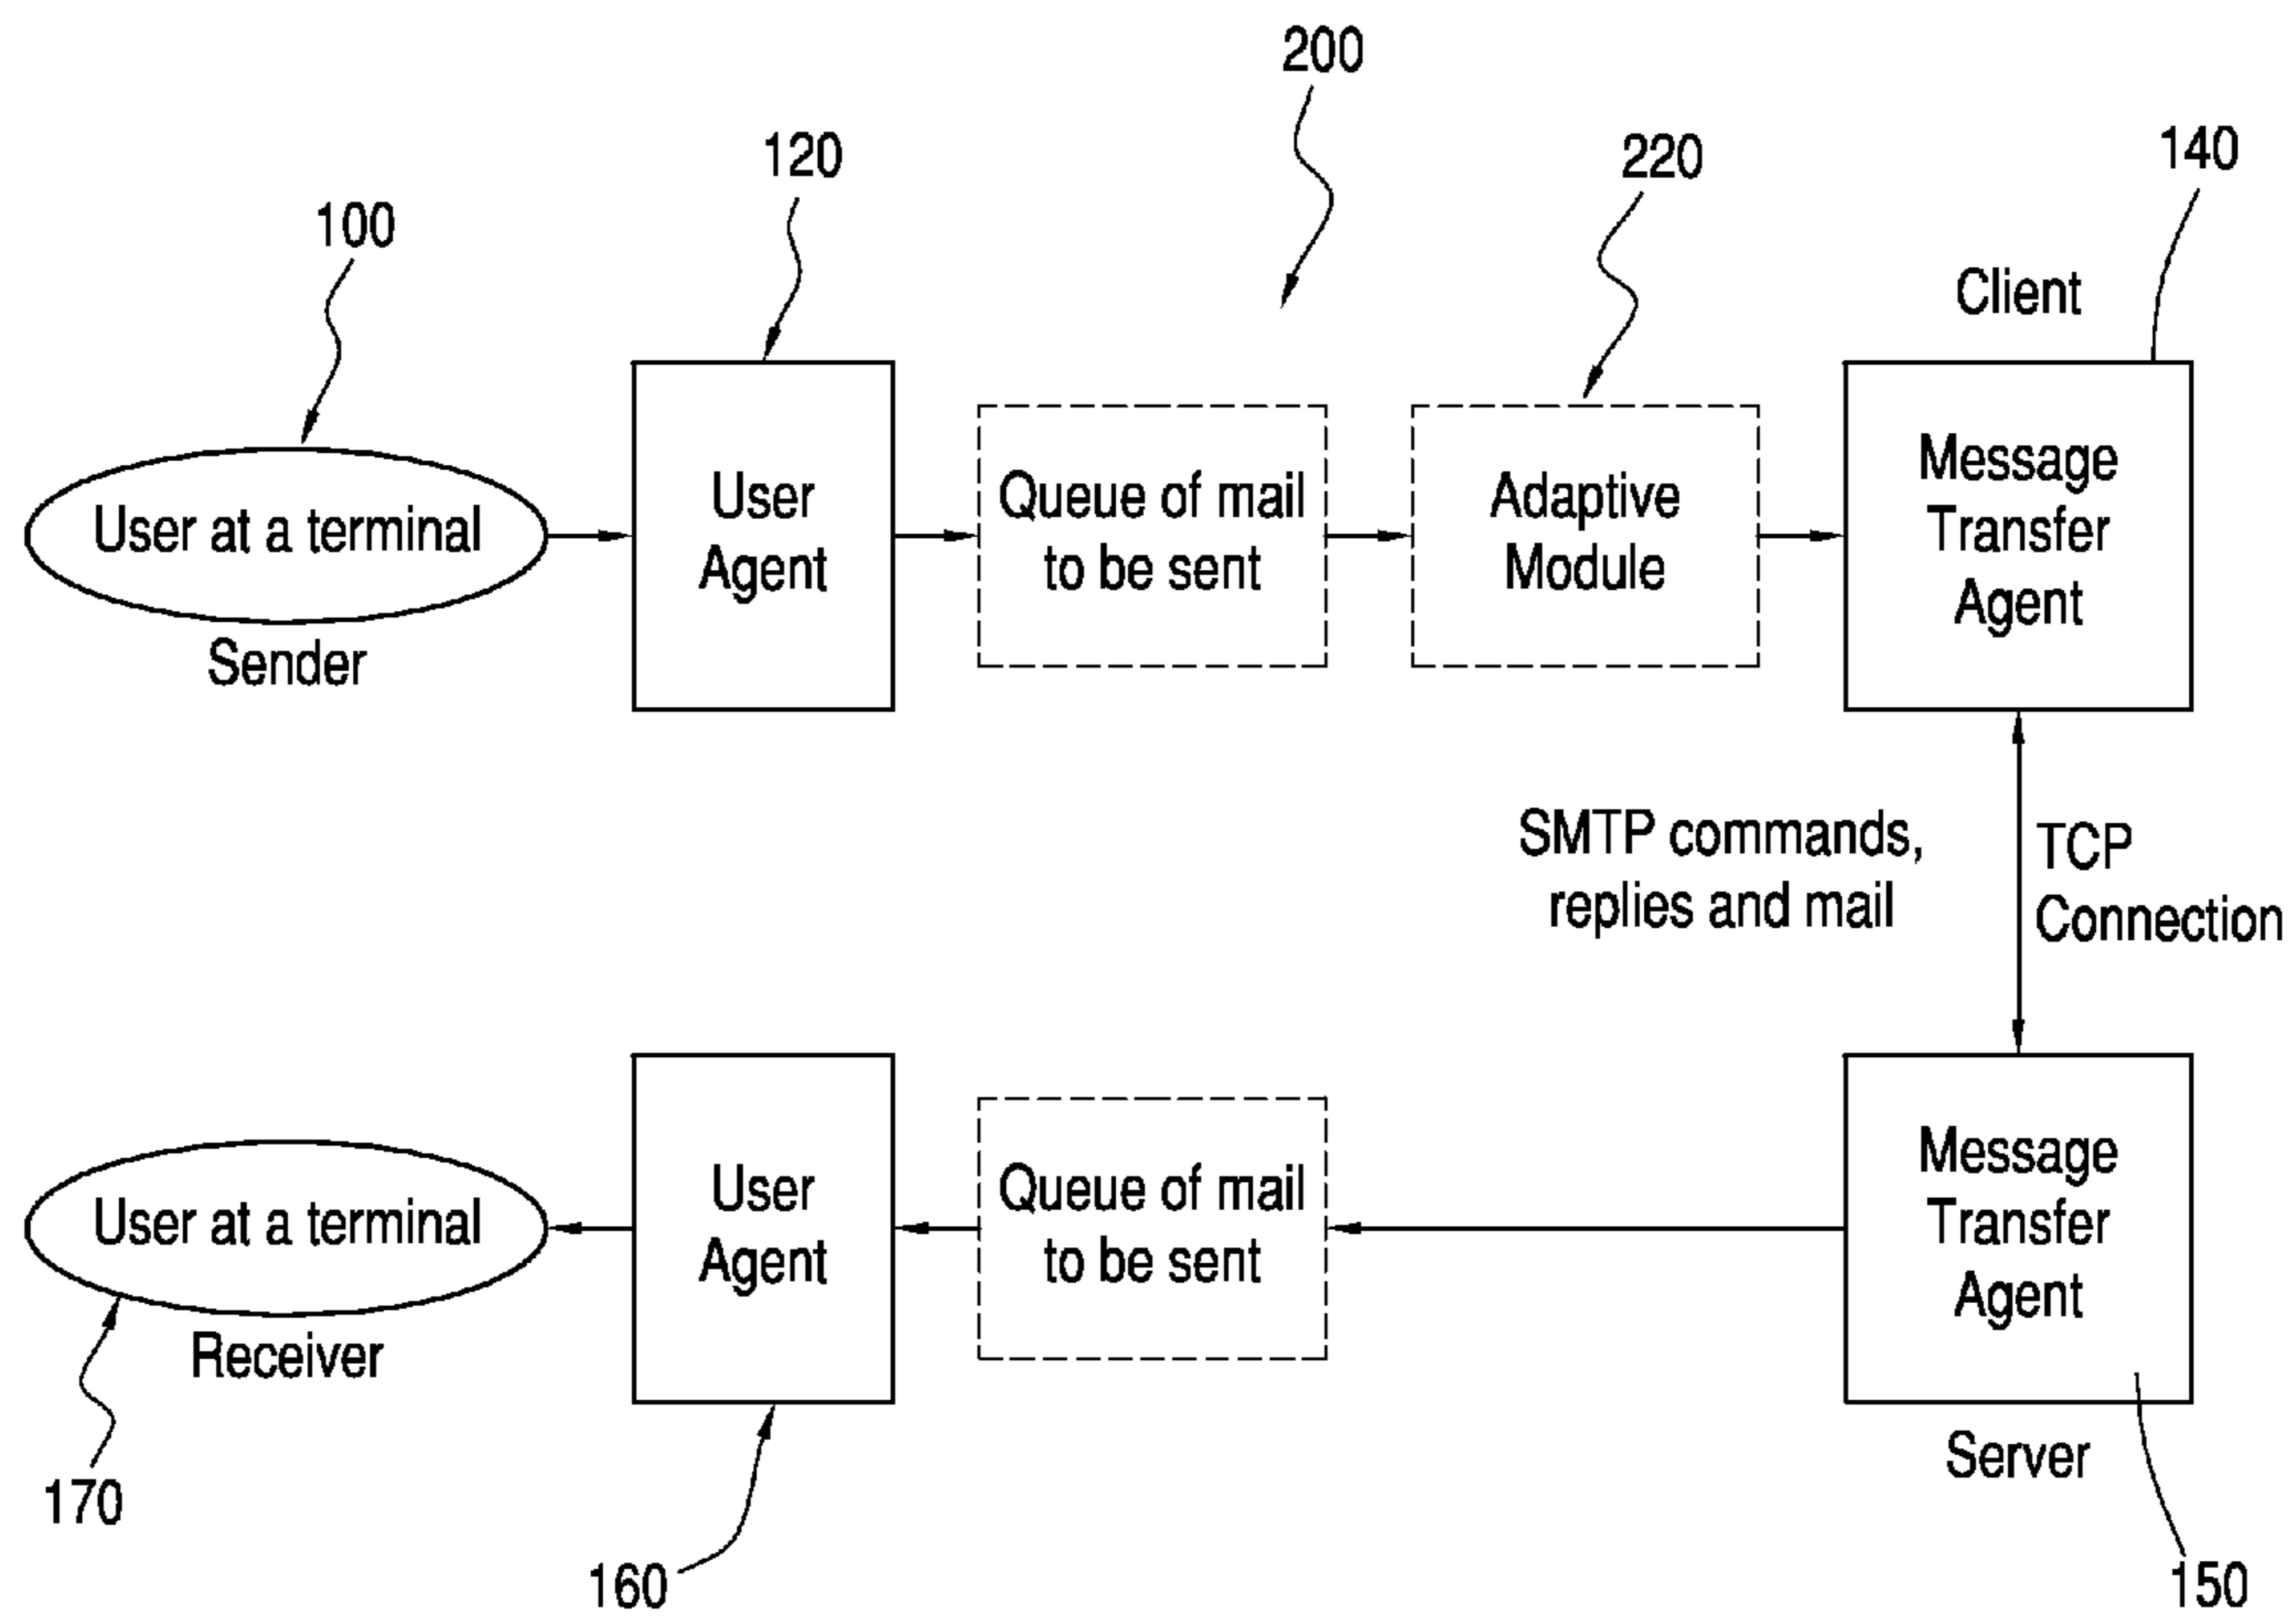 200
120
220
140
100
Client
User at a terminal
Sender
User
Agent
Queue of mail
to be sent
Adaptive
Module
Message
Transfer
Agent
SMTP commands,
replies and mail
TCP
Connection
User at a terminal
Receiver
User
Agent
Queue of mail
to be sent
Message
Transfer
Agent
Server
170
160
150